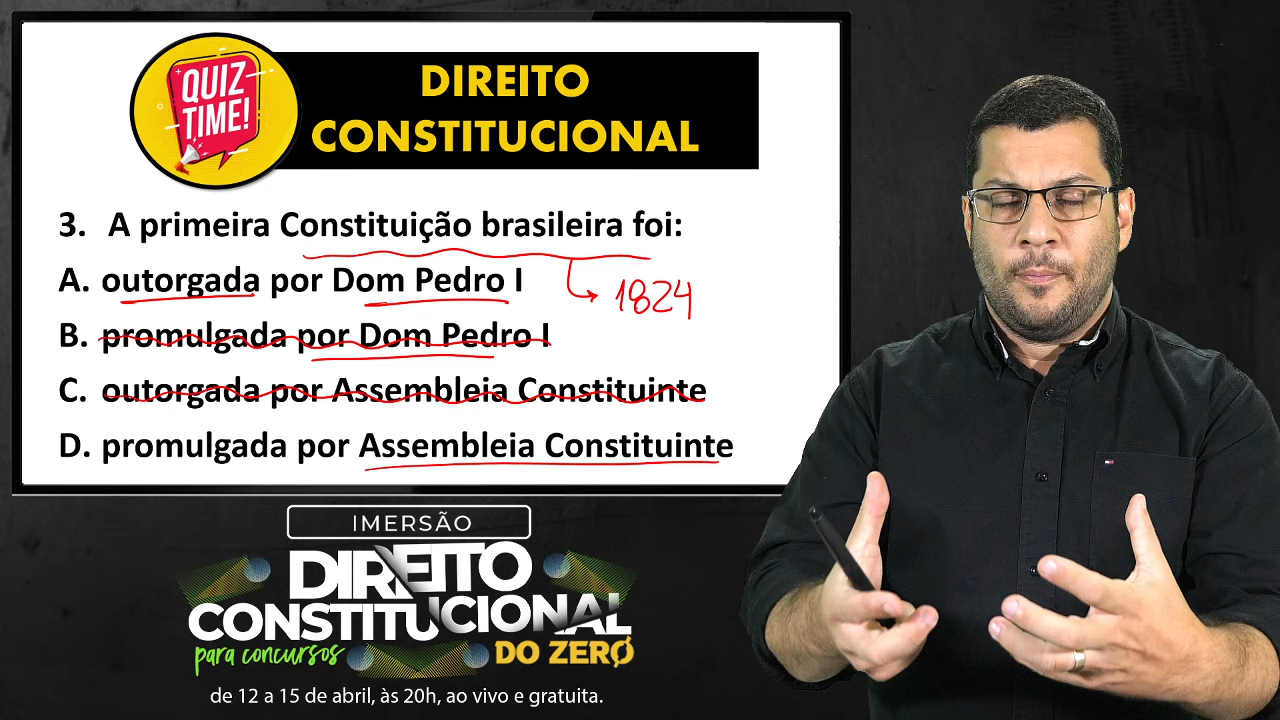 QUIZ
TIME!
DIREITO
CONSTITUCIONAL
3. A primeira Constituição brasileira foi:
A. outorgada por Dom Pedro I
1824
B. promulgada por Dom Pedro I
C. outorgada por Assembleia Constituinte
D. promulgada por Assembleia Constituinte
IMERSÃO
DIREITO
CONSTITUCIONAL
para concursos
DO ZERO
de 12 a 15 de abril, às 20h, ao vivo e gratuita.